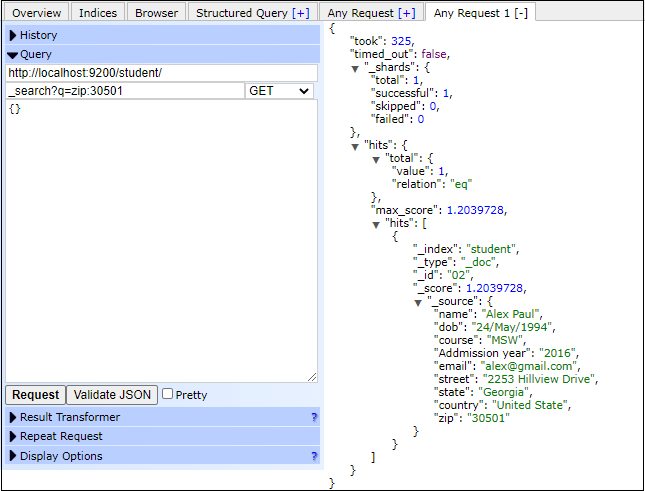 Overview Indices Browser Structured Query [+] Any Request [+] Any Request 1 [-]
History
Query
http://localhost:9200/student/
_search?q=zip:30501 GET
{}
Request Validate JSON Pretty
Result Transformer ?
Repeat Request
Display Options ?
{
"took": 325,
"timed_out": false,
"_shards": {
"total": 1,
"successful": 1,
"skipped": 0,
"failed": 0
},
"hits": {
"total": {
"value": 1,
"relation": "eq"
},
"max_score": 1.2039728,
"hits": [
{
"_index": "student",
"_type": "_doc",
"_id": "02",
"_score": 1.2039728,
"_source": {
"name": "Alex Paul",
"dob": "24/May/1994",
"course": "MSW",
"Addmission year": "2016",
"email": "alex@gmail.com",
"street": "2253 Hillview Drive",
"state": "Georgia",
"country": "United State",
"zip": "30501"
}
}
]
}
}